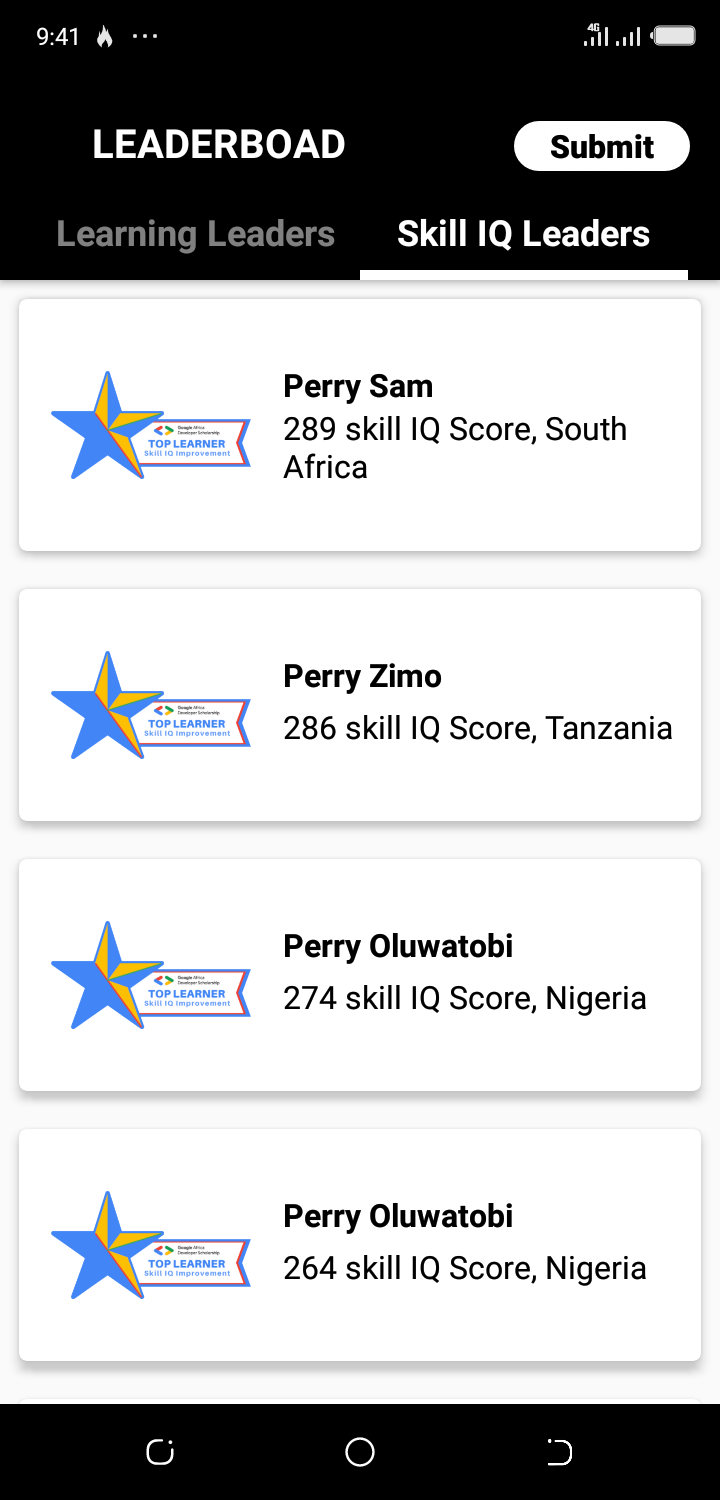 9:41
4G
LEADERBOAD
Submit
Learning Leaders
Skill IQ Leaders
Google Africa
Developer Scholarship
TOP LEARNER
Skill IQ Improvement
Perry Sam
289 skill IQ Score, South
Africa
Google Africa
Developer Scholarship
TOP LEARNER
Skill IQ Improvement
Perry Zimo
286 skill IQ Score, Tanzania
Google Africa
Developer Scholarship
TOP LEARNER
Skill IQ Improvement
Perry Oluwatobi
274 skill IQ Score, Nigeria
Google Africa
Developer Scholarship
TOP LEARNER
Skill IQ Improvement
Perry Oluwatobi
264 skill IQ Score, Nigeria